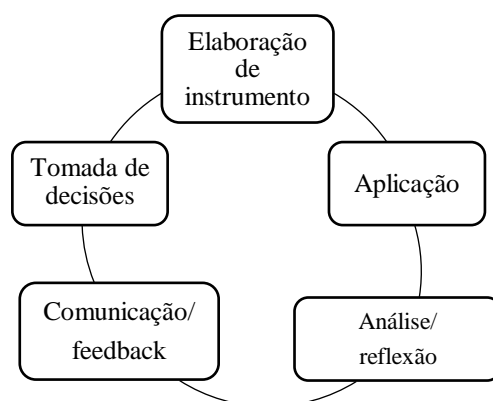 Elaboração
de
instrumento
Aplicação
Análise/
reflexão
Comunicação/
feedback
Tomada de
decisões